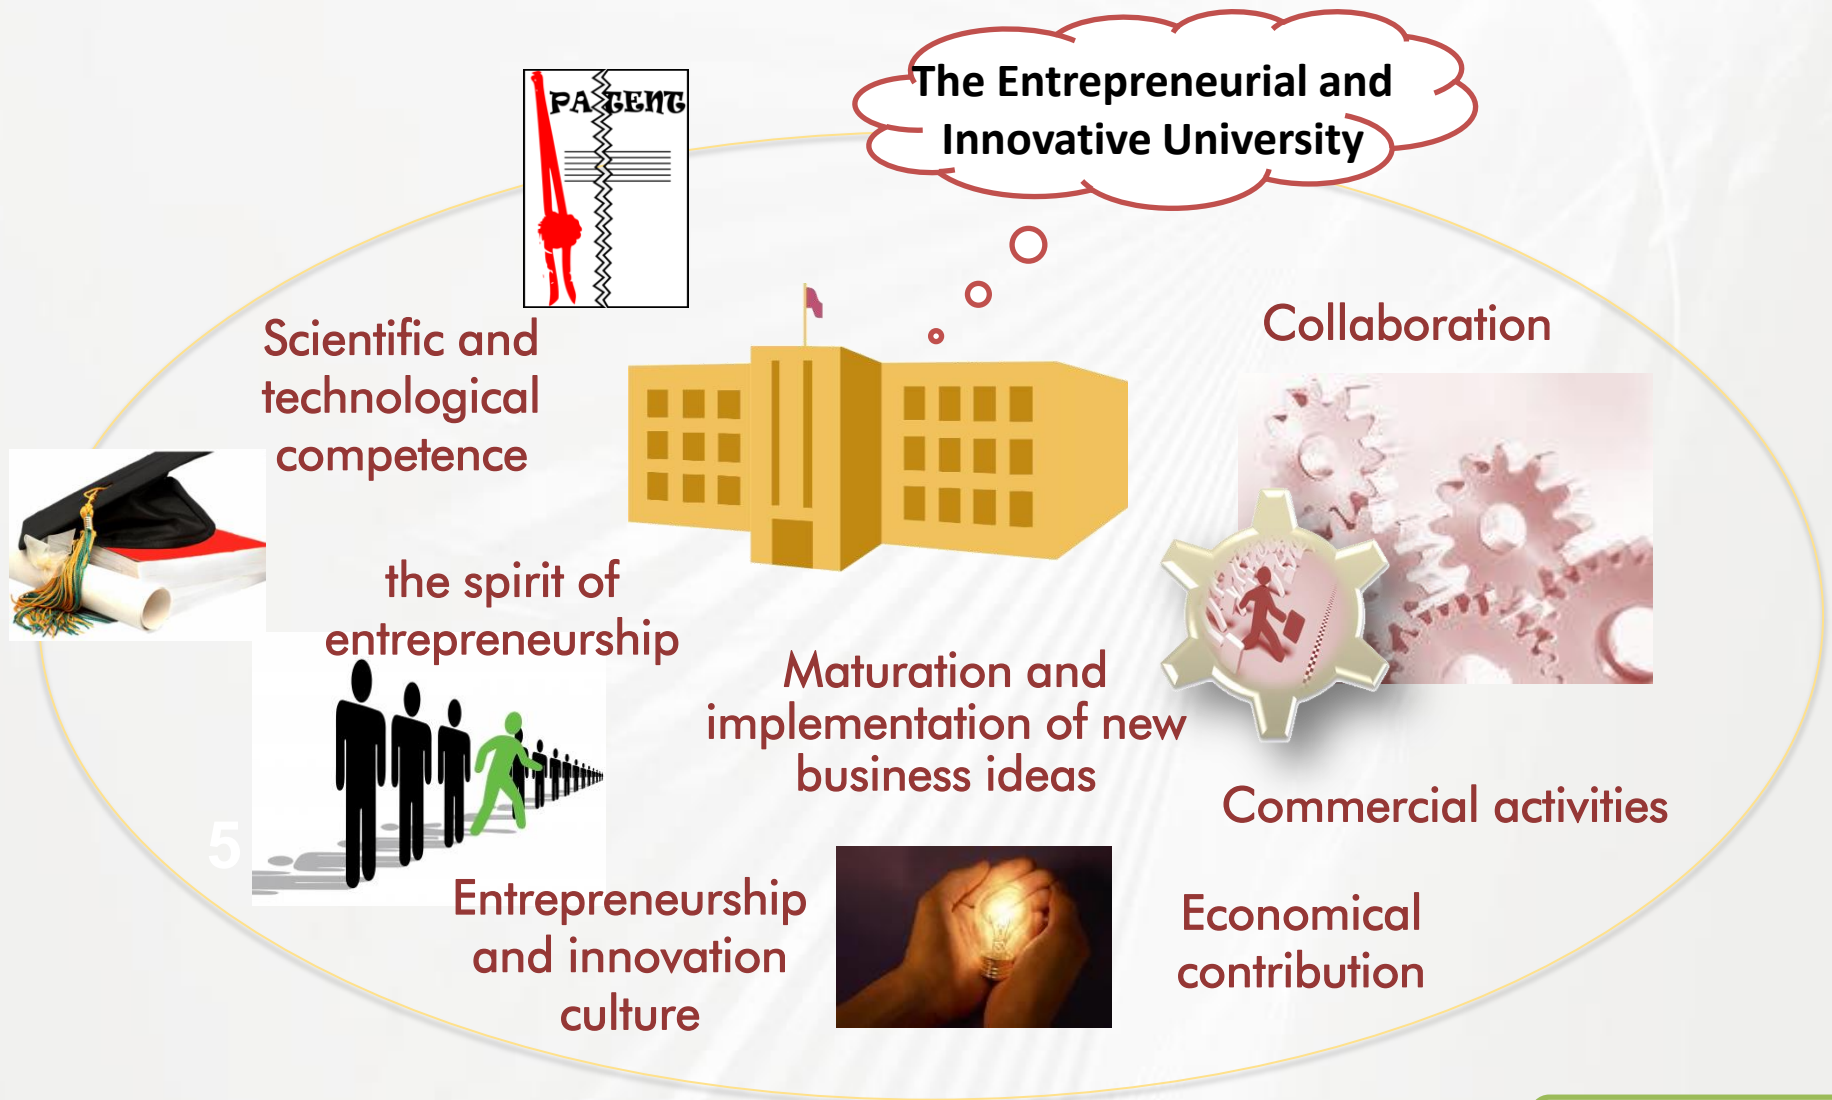 The Entrepreneurial and
Innovative University
PATENT
Scientific and
technological
competence
Collaboration
the spirit of
entrepreneurship
Maturation and
implementation of new
business ideas
Commercial activities
5
Entrepreneurship
and innovation
culture
Economical
contribution